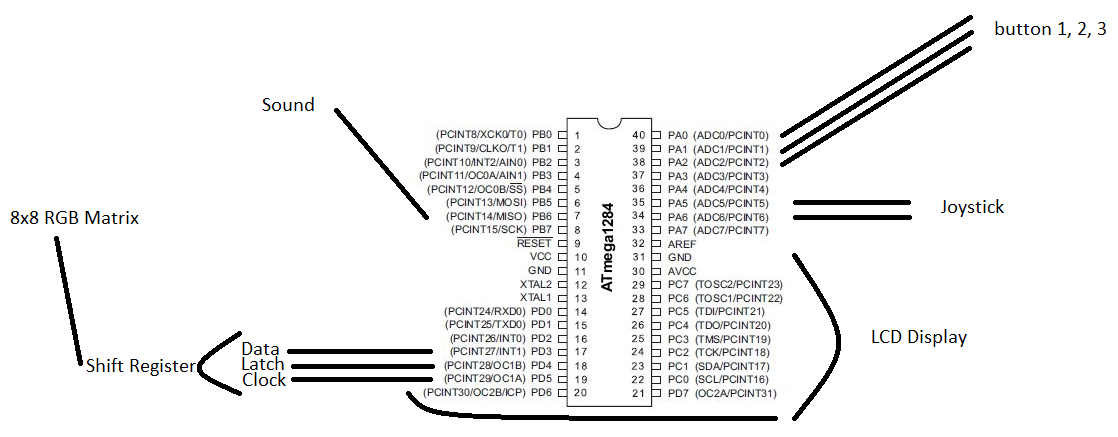 button 1, 2, 3
Sound
(PCINT8/XCK0/T0) PB0 1 40 PA0 (ADC0/PCINT0)
(PCINT9/CLKO/T1) PB1 2 39 PA1 (ADC1/PCINT1)
(PCINT10/INT2/AIN0) PB2 3 38 PA2 (ADC2/PCINT2)
(PCINT11/OC0A/AIN1) PB3 4 37 PA3 (ADC3/PCINT3)
(PCINT12/OC0B/SS) PB4 5 36 PA4 (ADC4/PCINT4)
(PCINT13/MOSI) PB5 6 35 PA5 (ADC5/PCINT5)
(PCINT14/MISO) PB6 7 34 PA6 (ADC6/PCINT6)
(PCINT15/SCK) PB7 8 33 PA7 (ADC7/PCINT7)
RESET 9 32 AREF
VCC 10 31 GND
GND 11 30 AVCC
XTAL2 12 29 PC7 (TOSC2/PCINT23)
XTAL1 13 28 PC6 (TOSC1/PCINT22)
(PCINT24/RXD0) PD0 14 27 PC5 (TDI/PCINT21)
(PCINT25/TXD0) PD1 15 26 PC4 (TDO/PCINT20)
(PCINT26/INT0) PD2 16 25 PC3 (TMS/PCINT19)
(PCINT27/INT1) PD3 17 24 PC2 (TCK/PCINT18)
(PCINT28/OC1B) PD4 18 23 PC1 (SDA/PCINT17)
(PCINT29/OC1A) PD5 19 22 PC0 (SCL/PCINT16)
(PCINT30/OC2B/ICP) PD6 20 21 PD7 (OC2A/PCINT31)
ATmega1284
Joystick
8x8 RGB Matrix
LCD Display
Shift Register
Data
Latch
Clock